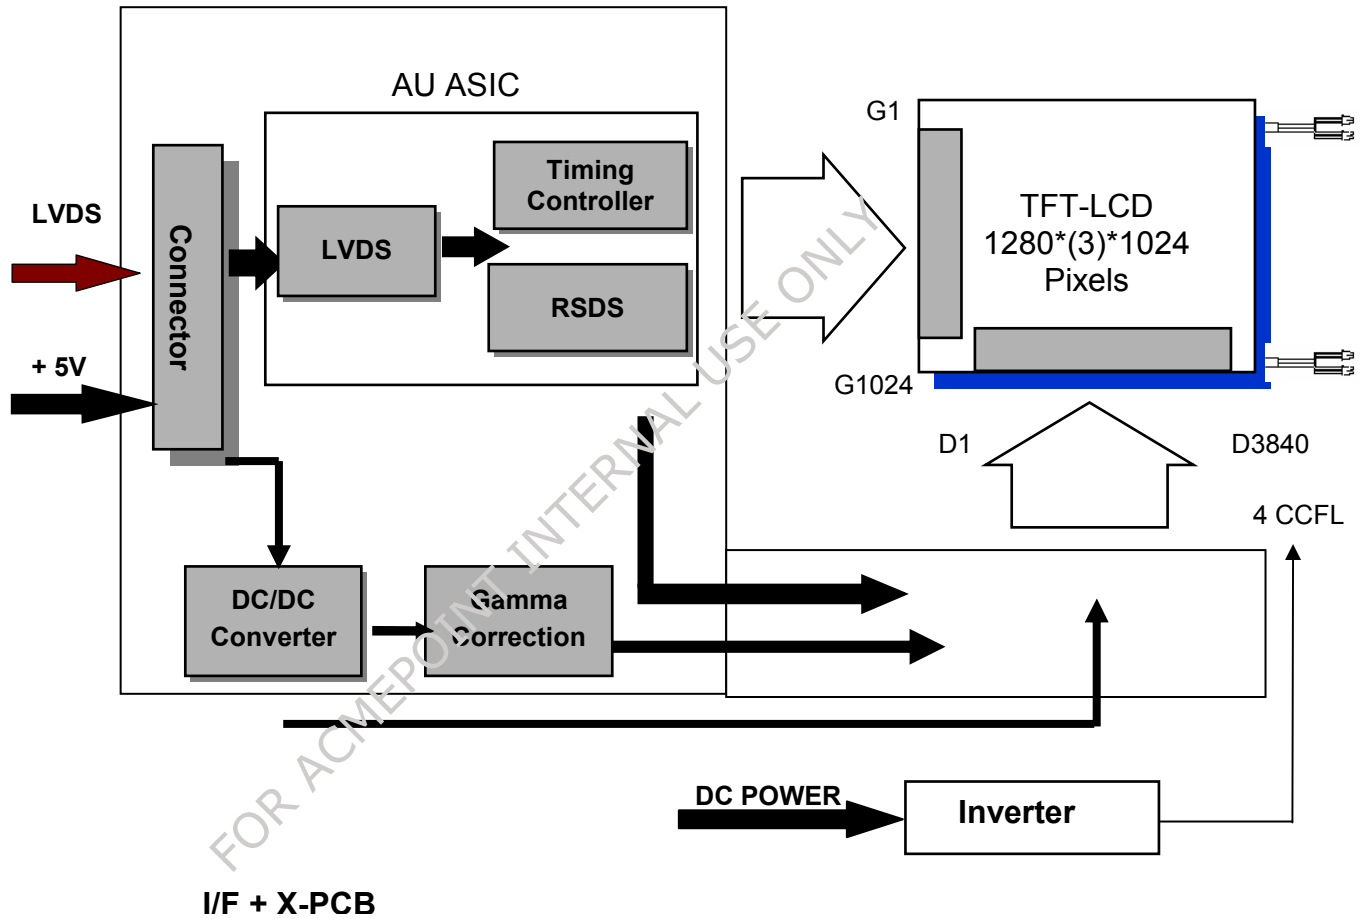 AU ASIC
G1
Timing
Controller
LVDS
LVDS
Connector
RSDS
TFT-LCD
1280*(3)*1024
Pixels
+ 5V
G1024
D1
D3840
4 CCFL
DC/DC
Converter
Gamma
Correction
DC POWER
Inverter
I/F + X-PCB
FOR ACMEPOINT INTERNAL USE ONLY